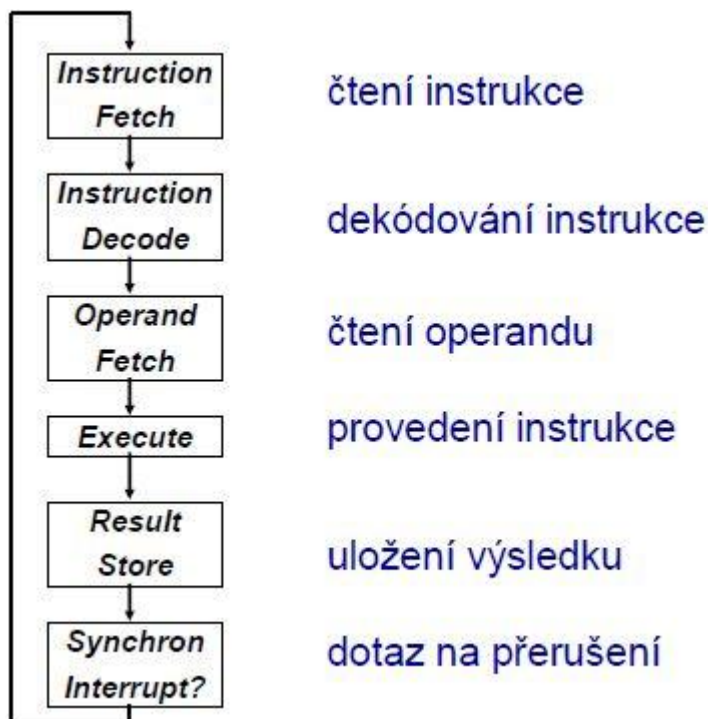 Instruction
Fetch
čtení instrukce
Instruction
Decode
dekódování instrukce
Operand
Fetch
čtení operandu
Execute
provedení instrukce
Result
Store
uložení výsledku
Synchron
Interrupt?
dotaz na přerušení